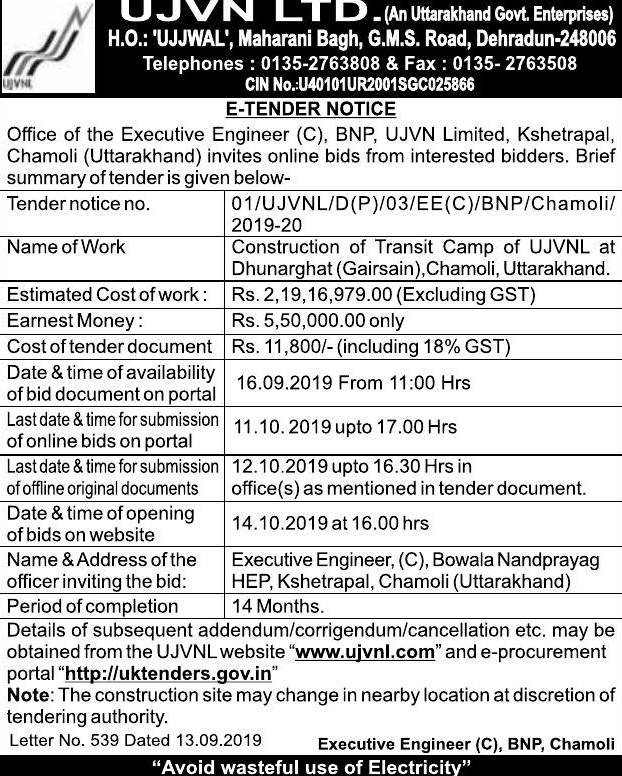 UJVN LTD. (An Uttarakhand Govt. Enterprises)
H.O.: 'UJJWAL', Maharani Bagh, G.M.S. Road, Dehradun-248006
Telephones : 0135-2763808 & Fax : 0135- 2763508
CIN No.:U40101UR2001SGC025866
UJVNL
E-TENDER NOTICE
Office of the Executive Engineer (C), BNP, UJVN Limited, Kshetrapal,
Chamoli (Uttarakhand) invites online bids from interested bidders. Brief
summary of tender is given below-
Tender notice no. 01/UJVNL/D(P)/03/EE(C)/BNP/Chamoli/
2019-20
Name of Work Construction of Transit Camp of UJVNL at
Dhunarghat (Gairsain),Chamoli, Uttarakhand.
Estimated Cost of work : Rs. 2,19,16,979.00 (Excluding GST)
Earnest Money : Rs. 5,50,000.00 only
Cost of tender document Rs. 11,800/- (including 18% GST)
Date & time of availability
of bid document on portal 16.09.2019 From 11:00 Hrs
Last date & time for submission
of online bids on portal 11.10. 2019 upto 17.00 Hrs
Last date & time for submission 12.10.2019 upto 16.30 Hrs in
of offline original documents office(s) as mentioned in tender document.
Date & time of opening
of bids on website 14.10.2019 at 16.00 hrs
Name & Address of the Executive Engineer, (C), Bowala Nandprayag
officer inviting the bid: HEP, Kshetrapal, Chamoli (Uttarakhand)
Period of completion 14 Months.
Details of subsequent addendum/corrigendum/cancellation etc. may be
obtained from the UJVNL website “www.ujvnl.com” and e-procurement
portal “http://uktenders.gov.in”
Note: The construction site may change in nearby location at discretion of
tendering authority.
Letter No. 539 Dated 13.09.2019 Executive Engineer (C), BNP, Chamoli
“Avoid wasteful use of Electricity”